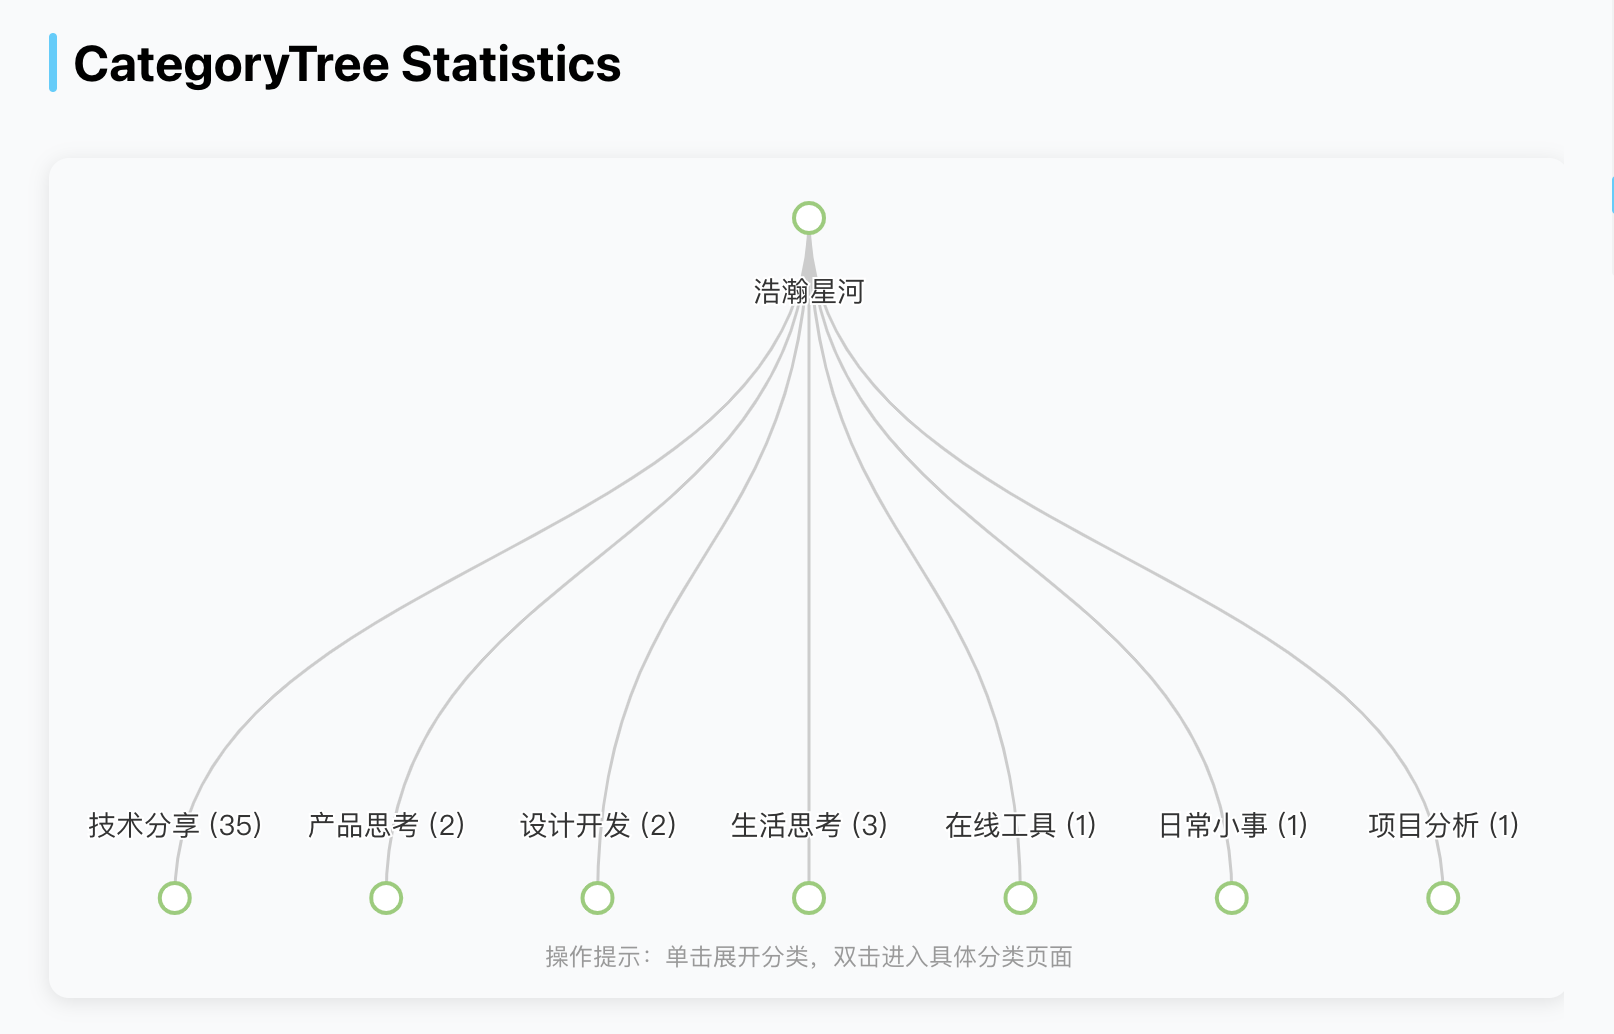 CategoryTree Statistics
浩瀚星河
技术分享 (35)
产品思考 (2)
设计开发 (2)
生活思考 (3)
在线工具 (1)
日常小事 (1)
项目分析 (1)
操作提示：单击展开分类，双击进入具体分类页面